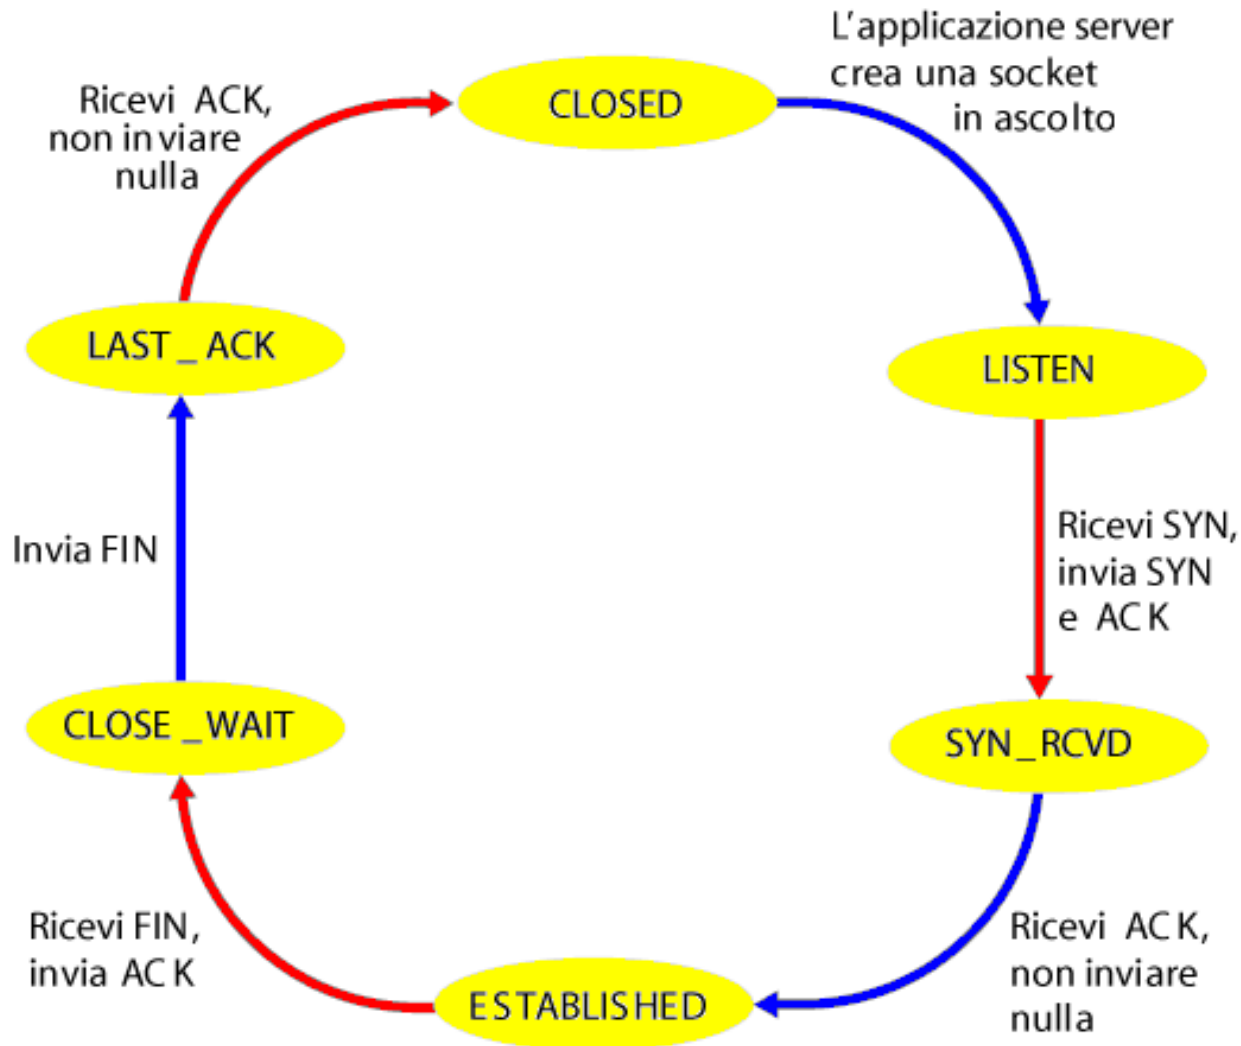 L'applicazione server
crea una socket
in ascolto
Ricevi ACK,
non inviare
nulla
CLOSED
LAST_ACK
LISTEN
Invia FIN
Ricevi SYN,
invia SYN
e ACK
CLOSE_WAIT
SYN_RCVD
Ricevi FIN,
invia ACK
ESTABLISHED
Ricevi ACK,
non inviare
nulla